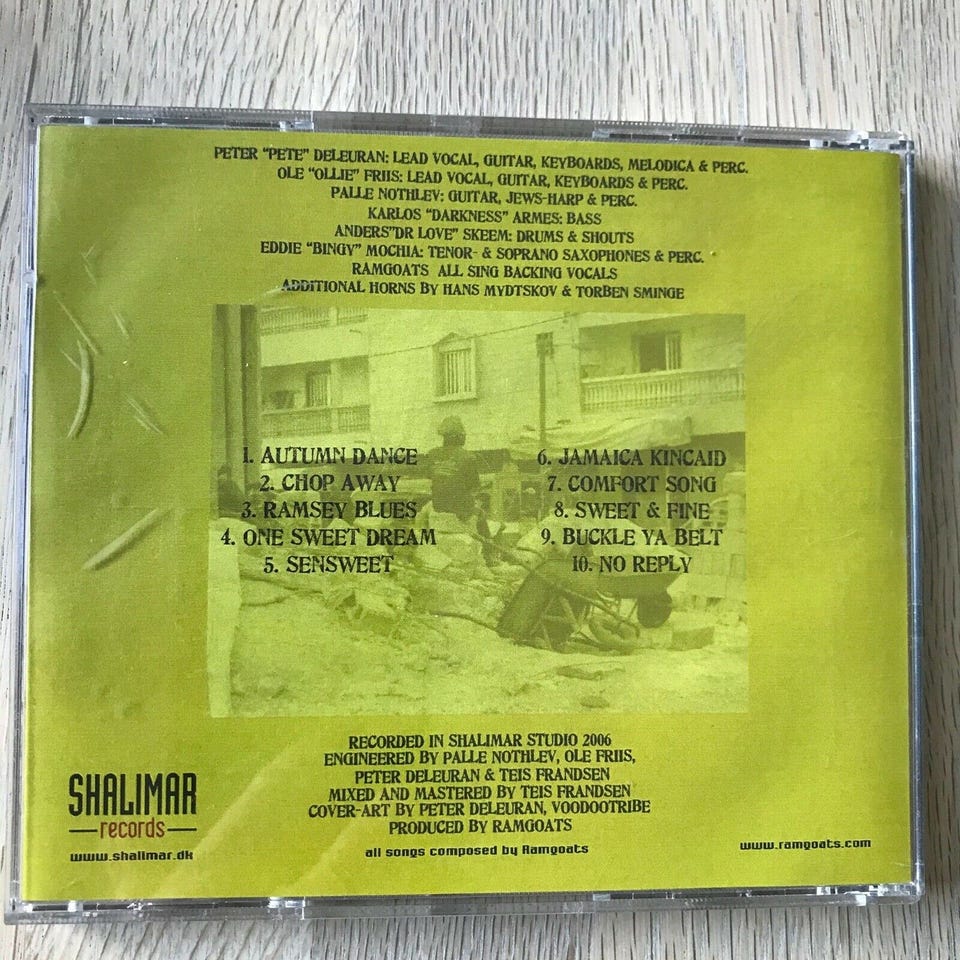 PETER "PETE" DELEURAN: LEAD VOCAL, GUITAR, KEYBOARDS, MELODICA & PERC.
OLE "OLLIE" FRIIS: LEAD VOCAL, GUITAR, KEYBOARDS & PERC.
PALLE NOTHLEV: GUITAR, JEWS-HARP & PERC.
KARLOS "DARKNESS" ARMES: BASS
ANDERS"DR LOVE" SKEEM: DRUMS & SHOUTS
EDDIE "BINGY" MOCHIA: TENOR- & SOPRANO SAXOPHONES & PERC.
RAMGOATS ALL SING BACKING VOCALS
ADDITIONAL HORNS BY HANS MYDTSKOV & TORBEN SMINGE
1. AUTUMN DANCE
2. CHOP AWAY
3. RAMSEY BLUES
4. ONE SWEET DREAM
5. SENSWEET
6. JAMAICA KINCAID
7. COMFORT SONG
8. SWEET & FINE
9. BUCKLE YA BELT
10. NO REPLY
RECORDED IN SHALIMAR STUDIO 2006
ENGINEERED BY PALLE NOTHLEV, OLE FRIIS,
PETER DELEURAN & TEIS FRANDSEN
MIXED AND MASTERED BY TEIS FRANDSEN
COVER-ART BY PETER DELEURAN, VOODOOTRIBE
PRODUCED BY RAMGOATS
SHALIMAR
records
www.shalimar.dk
all songs composed by Ramgoats
www.ramgoats.com